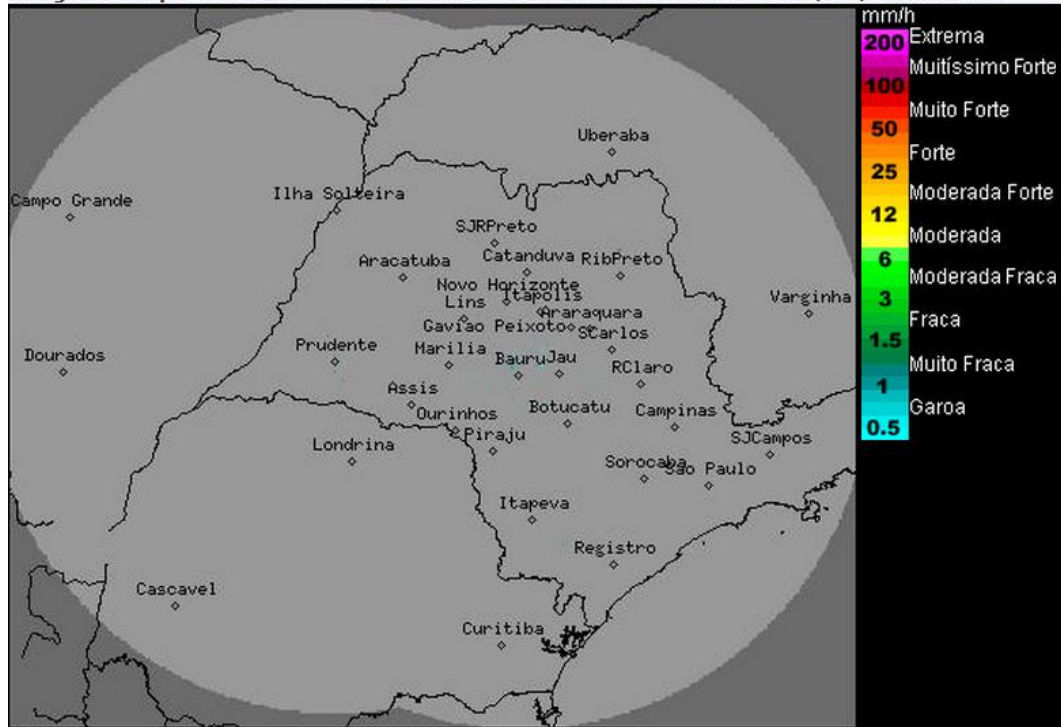 mm/h
200 Extrema
Muitíssimo Forte
100
Muito Forte
50
Forte
25
Moderada Forte
12
Moderada
6
Moderada Fraca
3
Fraca
1.5
Muito Fraca
1
Garoa
0.5
Uberaba
Campo Grande
Ilha Solteira
SJRPreto
Aracatuba
Catanduva
RibPreto
Novo Horizonte
Lins
Itapolis
Varginha
Araraquara
Gaviao Peixoto
SCarlos
Prudente
Marilia
Dourados
Bauru
Jau
RClaro
Assis
Ourinhos
Botucatu
Campinas
Piraju
Londrina
SJCampos
Sorocaba
Sao Paulo
Itapeva
Registro
Cascavel
Curitiba